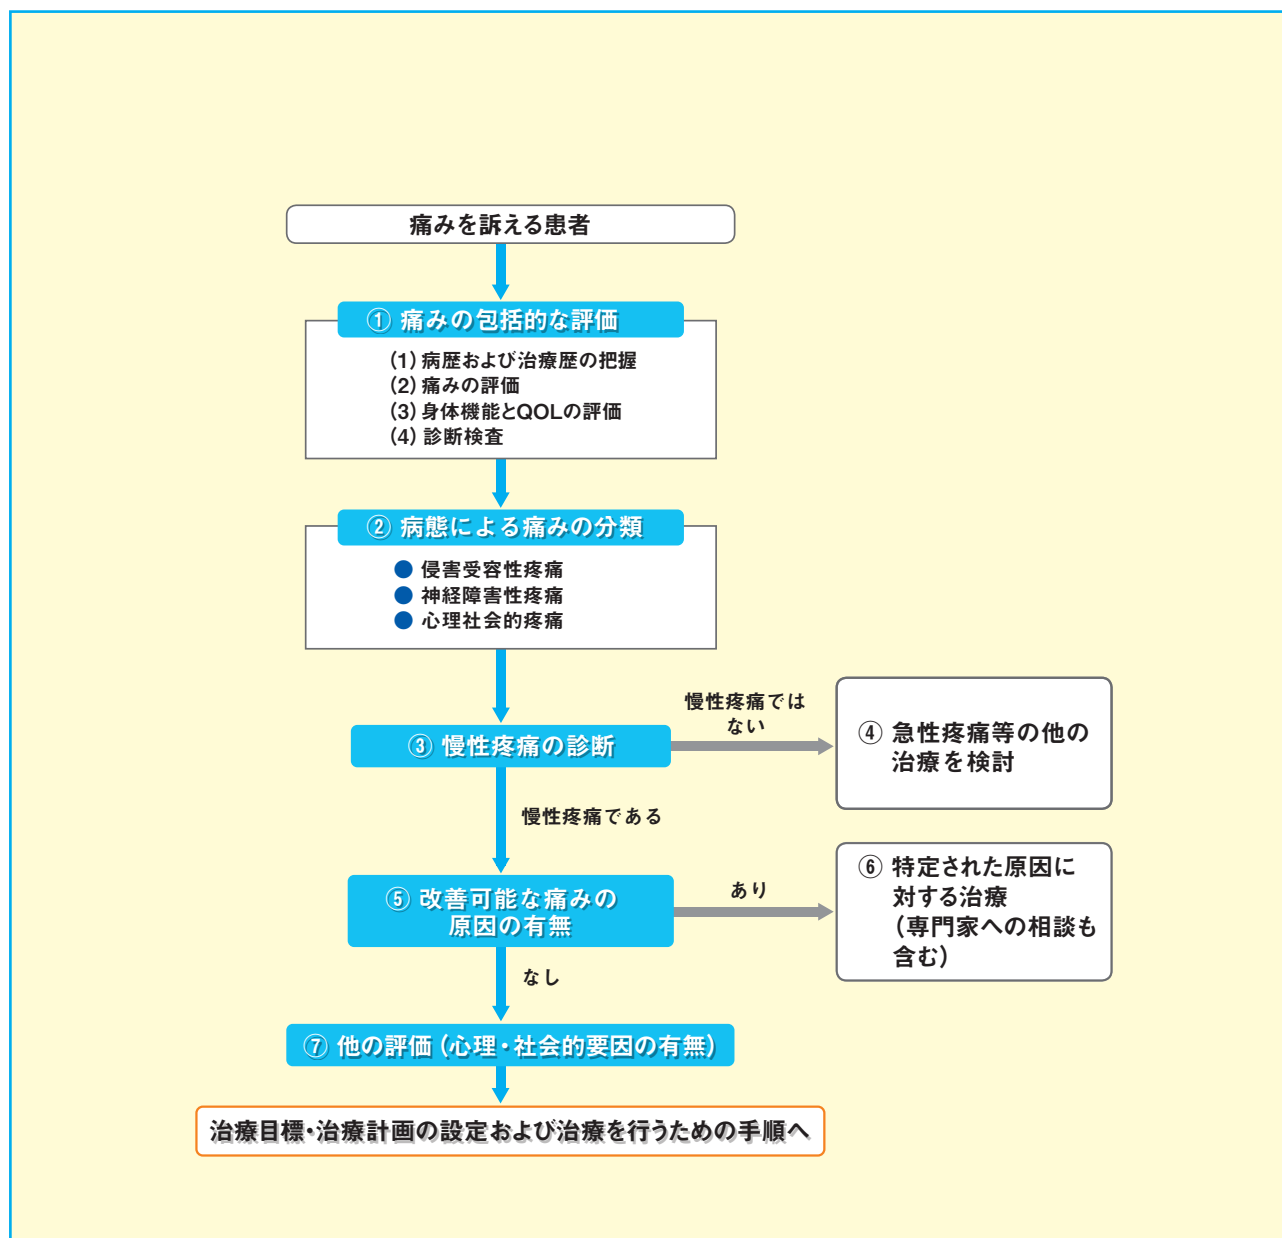 痛みを訴える患者
① 痛みの包括的な評価
(1) 病歴および治療歴の把握
(2) 痛みの評価
(3) 身体機能とQOLの評価
(4) 診断検査
② 病態による痛みの分類
● 侵害受容性疼痛
● 神経障害性疼痛
● 心理社会的疼痛
③ 慢性疼痛の診断
慢性疼痛では
ない
④ 急性疼痛等の他の
治療を検討
慢性疼痛である
⑤ 改善可能な痛みの
原因の有無
あり
⑥ 特定された原因に
対する治療
（専門家への相談も
含む）
なし
⑦ 他の評価（心理・社会的要因の有無）
治療目標・治療計画の設定および治療を行うための手順へ